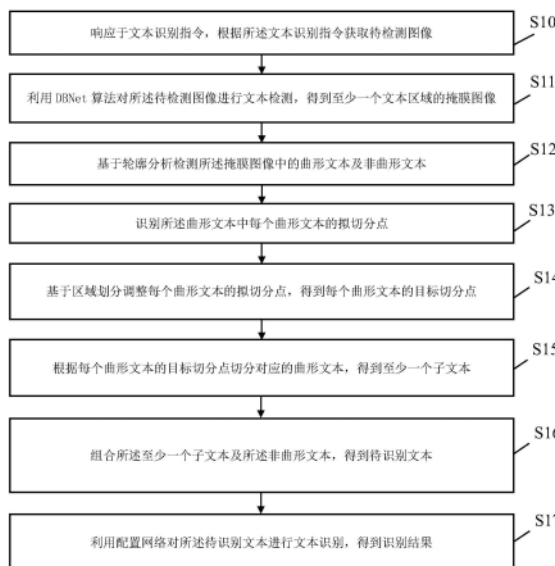 S10
响应于文本识别指令，根据所述文本识别指令获取待检测图像
S11
利用 DBNet 算法对所述待检测图像进行文本检测，得到至少一个文本区域的掩膜图像
S12
基于轮廓分析检测所述掩膜图像中的曲形文本及非曲形文本
S13
识别所述曲形文本中每个曲形文本的拟切分点
S14
基于区域划分调整每个曲形文本的拟切分点，得到每个曲形文本的目标切分点
S15
根据每个曲形文本的目标切分点切分对应的曲形文本，得到至少一个子文本
S16
组合所述至少一个子文本及所述非曲形文本，得到待识别文本
S17
利用配置网络对所述待识别文本进行文本识别，得到识别结果